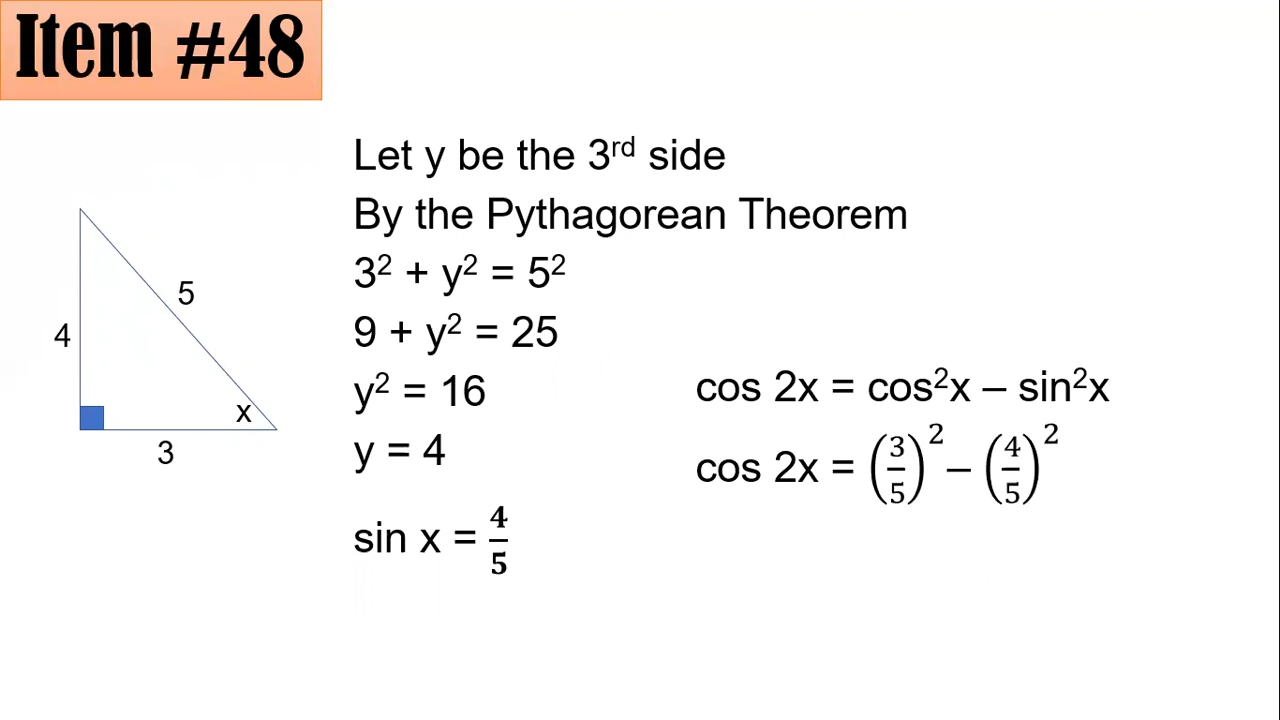 Item #48
Let y be the 3rd side
By the Pythagorean Theorem
3² + y² = 5²
9 + y² = 25
y² = 16
y = 4
sin x = 4/5
4
5
x
3
cos 2x = cos²x – sin²x
cos 2x = (3/5)² – (4/5)²